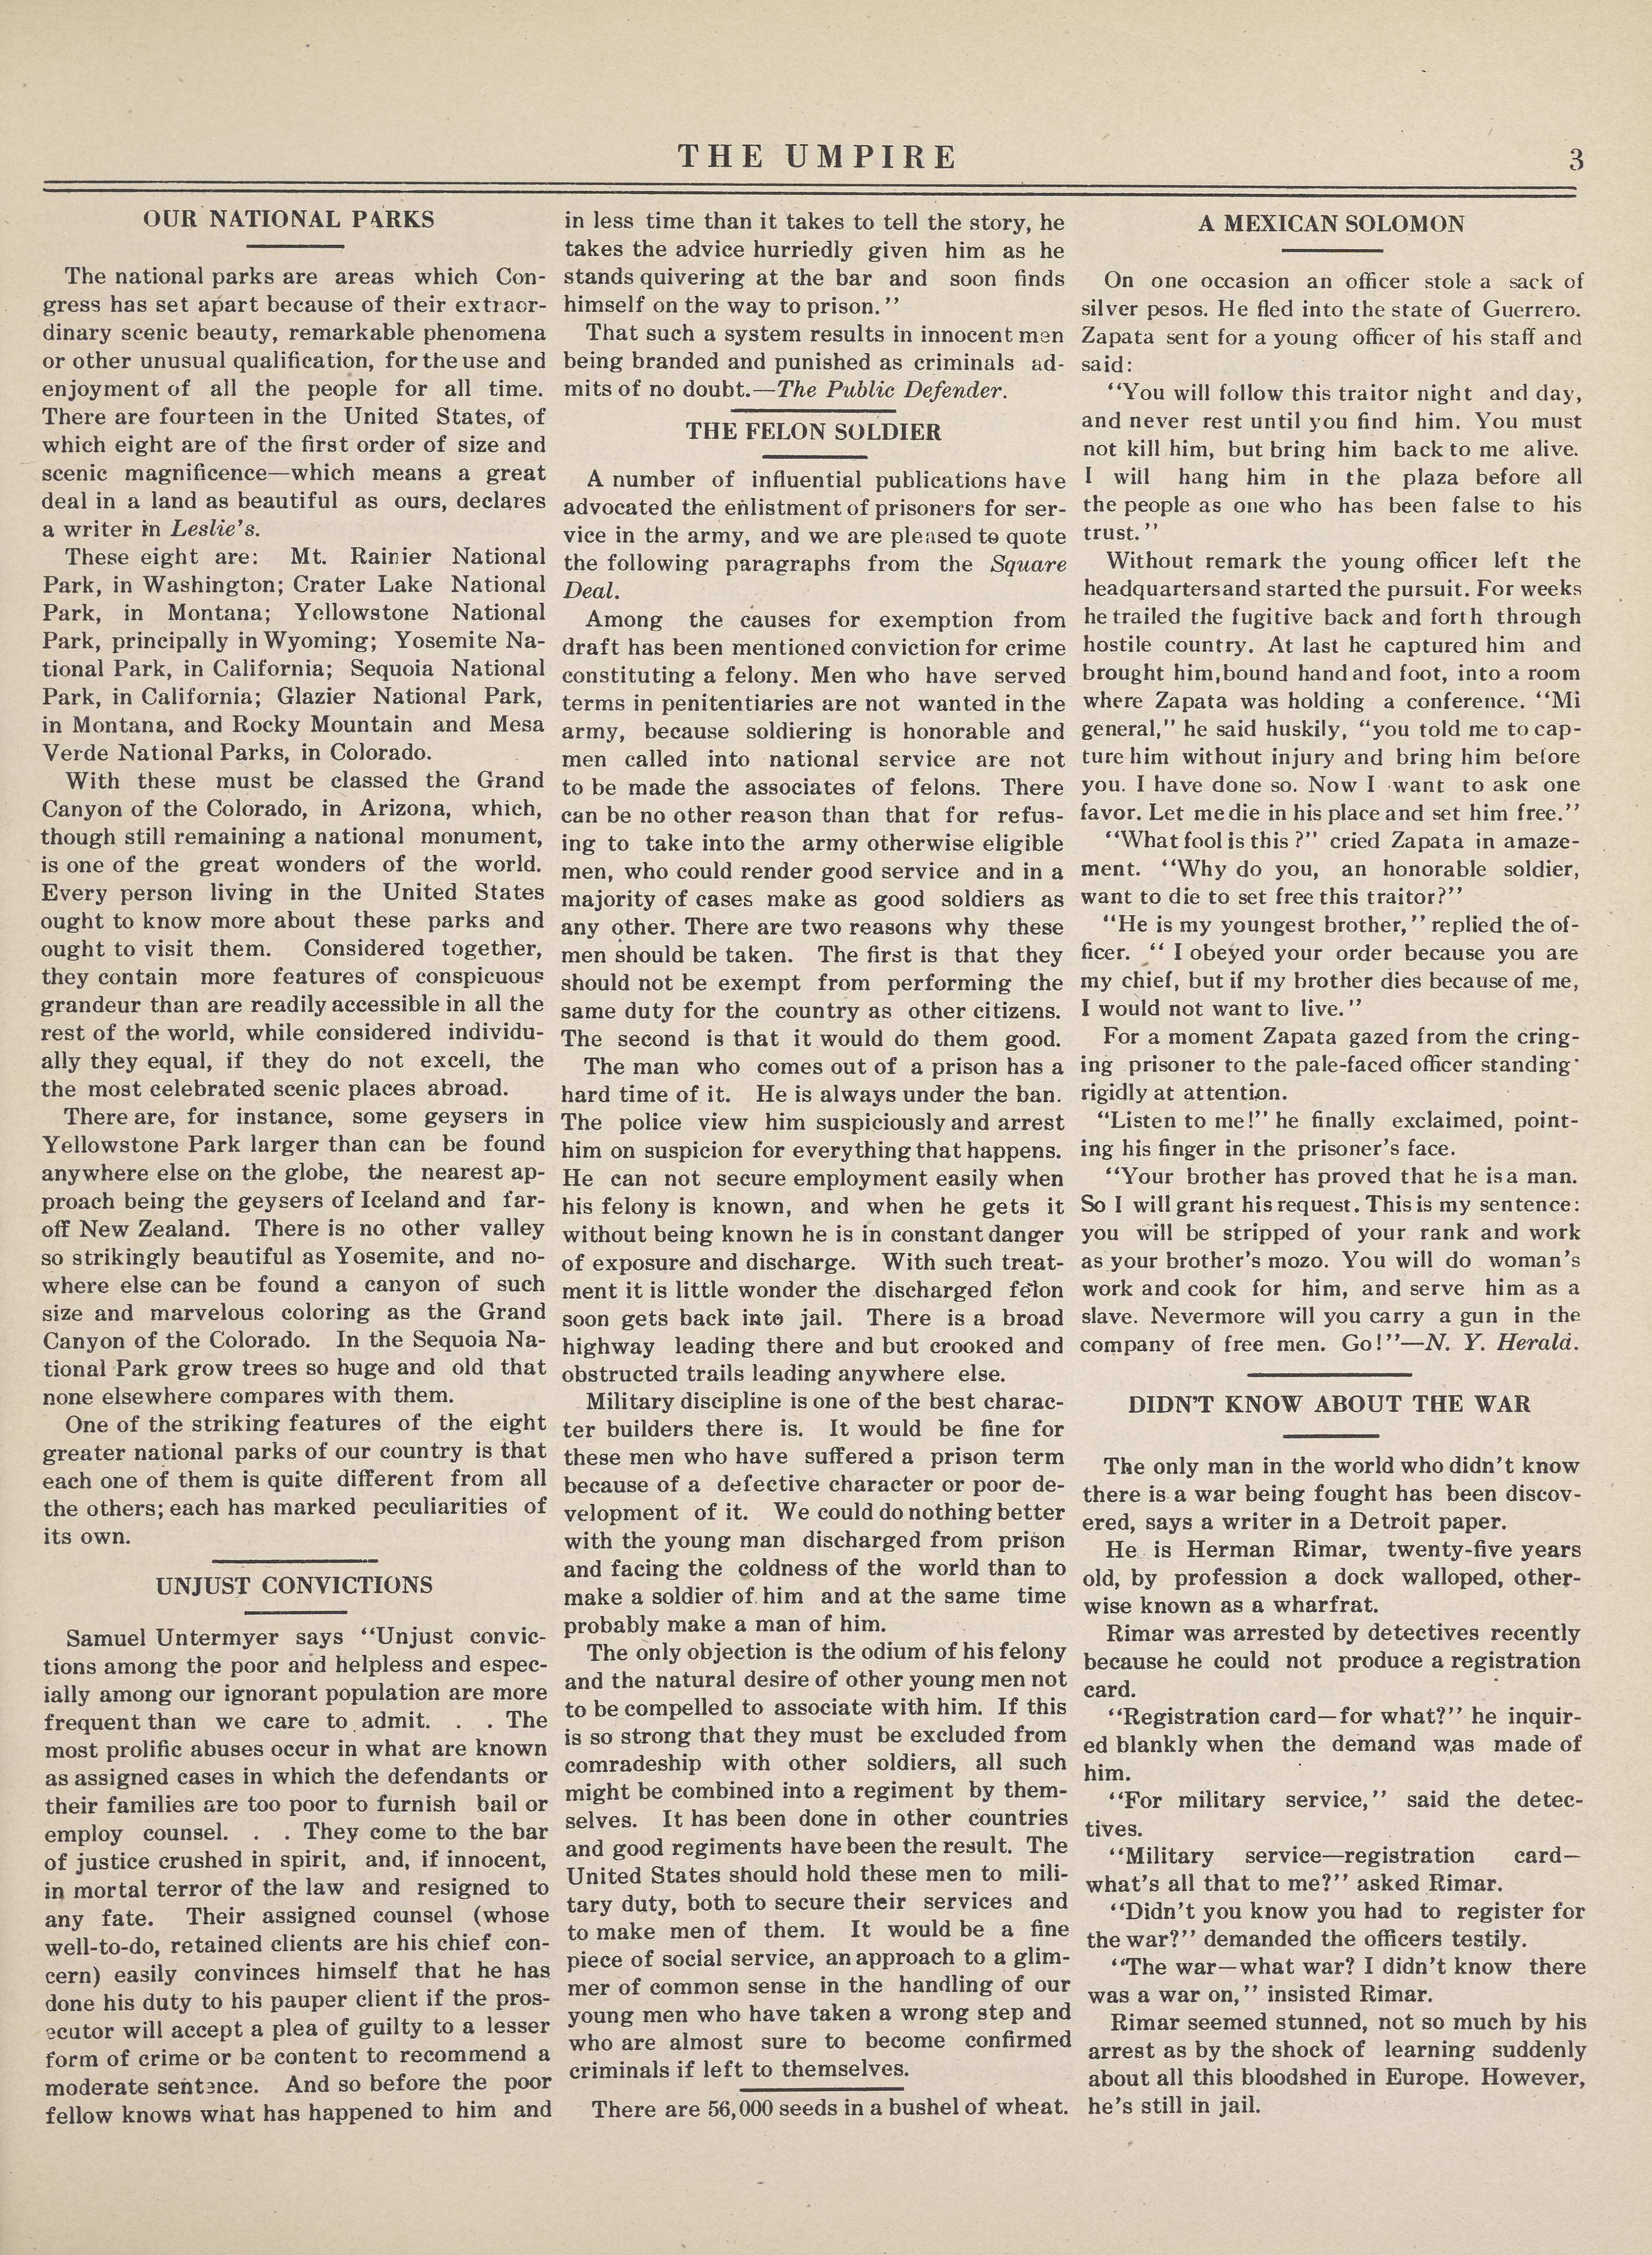 THE UMPIRE
3
OUR NATIONAL PARKS
The national parks are areas which Con-
gress has set apart because of their extraor-
dinary scenic beauty, remarkable phenomena
or other unusual qualification, for the use and
enjoyment of all the people for all time.
There are fourteen in the United States, of
which eight are of the first order of size and
scenic magnificence—which means a great
deal in a land as beautiful as ours, declares
a writer in Leslie's.
These eight are: Mt. Rainier National
Park, in Washington; Crater Lake National
Park, in Montana; Yellowstone National
Park, principally in Wyoming; Yosemite Na-
tional Park, in California; Sequoia National
Park, in California; Glazier National Park,
in Montana, and Rocky Mountain and Mesa
Verde National Parks, in Colorado.
With these must be classed the Grand
Canyon of the Colorado, in Arizona, which,
though still remaining a national monument,
is one of the great wonders of the world.
Every person living in the United States
ought to know more about these parks and
ought to visit them. Considered together,
they contain more features of conspicuous
grandeur than are readily accessible in all the
rest of the world, while considered individu-
ally they equal, if they do not excell, the
the most celebrated scenic places abroad.
There are, for instance, some geysers in
Yellowstone Park larger than can be found
anywhere else on the globe, the nearest ap-
proach being the geysers of Iceland and far-
off New Zealand. There is no other valley
so strikingly beautiful as Yosemite, and no-
where else can be found a canyon of such
size and marvelous coloring as the Grand
Canyon of the Colorado. In the Sequoia Na-
tional Park grow trees so huge and old that
none elsewhere compares with them.
One of the striking features of the eight
greater national parks of our country is that
each one of them is quite different from all
the others; each has marked peculiarities of
its own.
UNJUST CONVICTIONS
Samuel Untermyer says "Unjust convic-
tions among the poor and helpless and espec-
ially among our ignorant population are more
frequent than we care to admit. . . The
most prolific abuses occur in what are known
as assigned cases in which the defendants or
their families are too poor to furnish bail or
employ counsel. . . They come to the bar
of justice crushed in spirit, and, if innocent,
in mortal terror of the law and resigned to
any fate. Their assigned counsel (whose
well-to-do, retained clients are his chief con-
cern) easily convinces himself that he has
done his duty to his pauper client if the pros-
ecutor will accept a plea of guilty to a lesser
form of crime or be content to recommend a
moderate sentence. And so before the poor
fellow knows what has happened to him and
in less time than it takes to tell the story, he
takes the advice hurriedly given him as he
stands quivering at the bar and soon finds
himself on the way to prison."
That such a system results in innocent men
being branded and punished as criminals ad-
mits of no doubt.—The Public Defender.
THE FELON SOLDIER
A number of influential publications have
advocated the enlistment of prisoners for ser-
vice in the army, and we are pleased to quote
the following paragraphs from the Square
Deal.
Among the causes for exemption from
draft has been mentioned conviction for crime
constituting a felony. Men who have served
terms in penitentiaries are not wanted in the
army, because soldiering is honorable and
men called into national service are not
to be made the associates of felons. There
can be no other reason than that for refus-
ing to take into the army otherwise eligible
men, who could render good service and in a
majority of cases make as good soldiers as
any other. There are two reasons why these
men should be taken. The first is that they
should not be exempt from performing the
same duty for the country as other citizens.
The second is that it would do them good.
The man who comes out of a prison has a
hard time of it. He is always under the ban.
The police view him suspiciously and arrest
him on suspicion for everything that happens.
He can not secure employment easily when
his felony is known, and when he gets it
without being known he is in constant danger
of exposure and discharge. With such treat-
ment it is little wonder the discharged felon
soon gets back into jail. There is a broad
highway leading there and but crooked and
obstructed trails leading anywhere else.
Military discipline is one of the best charac-
ter builders there is. It would be fine for
these men who have suffered a prison term
because of a defective character or poor de-
velopment of it. We could do nothing better
with the young man discharged from prison
and facing the coldness of the world than to
make a soldier of him and at the same time
probably make a man of him.
The only objection is the odium of his felony
and the natural desire of other young men not
to be compelled to associate with him. If this
is so strong that they must be excluded from
comradeship with other soldiers, all such
might be combined into a regiment by them-
selves. It has been done in other countries
and good regiments have been the result. The
United States should hold these men to mili-
tary duty, both to secure their services and
to make men of them. It would be a fine
piece of social service, an approach to a glim-
mer of common sense in the handling of our
young men who have taken a wrong step and
who are almost sure to become confirmed
criminals if left to themselves.
There are 56,000 seeds in a bushel of wheat.
A MEXICAN SOLOMON
On one occasion an officer stole a sack of
silver pesos. He fled into the state of Guerrero.
Zapata sent for a young officer of his staff and
said:
"You will follow this traitor night and day,
and never rest until you find him. You must
not kill him, but bring him back to me alive.
I will hang him in the plaza before all
the people as one who has been false to his
trust."
Without remark the young officer left the
headquarters and started the pursuit. For weeks
he trailed the fugitive back and forth through
hostile country. At last he captured him and
brought him, bound hand and foot, into a room
where Zapata was holding a conference. "Mi
general," he said huskily, "you told me to cap-
ture him without injury and bring him before
you. I have done so. Now I want to ask one
favor. Let me die in his place and set him free."
"What fool is this?" cried Zapata in amaze-
ment. "Why do you, an honorable soldier,
want to die to set free this traitor?"
"He is my youngest brother," replied the of-
ficer. "I obeyed your order because you are
my chief, but if my brother dies because of me,
I would not want to live."
For a moment Zapata gazed from the cring-
ing prisoner to the pale-faced officer standing
rigidly at attention.
"Listen to me!" he finally exclaimed, point-
ing his finger in the prisoner's face.
"Your brother has proved that he is a man.
So I will grant his request. This is my sentence:
you will be stripped of your rank and work
as your brother's mozo. You will do woman's
work and cook for him, and serve him as a
slave. Nevermore will you carry a gun in the
company of free men. Go!"—N. Y. Herald.
DIDN'T KNOW ABOUT THE WAR
The only man in the world who didn't know
there is a war being fought has been discov-
ered, says a writer in a Detroit paper.
He is Herman Rimar, twenty-five years
old, by profession a dock walloped, other-
wise known as a wharfrat.
Rimar was arrested by detectives recently
because he could not produce a registration
card.
"Registration card—for what?" he inquir-
ed blankly when the demand was made of
him.
"For military service," said the detec-
tives.
"Military service—registration card—
what's all that to me?" asked Rimar.
"Didn't you know you had to register for
the war?" demanded the officers testily.
"The war—what war? I didn't know there
was a war on," insisted Rimar.
Rimar seemed stunned, not so much by his
arrest as by the shock of learning suddenly
about all this bloodshed in Europe. However,
he's still in jail.